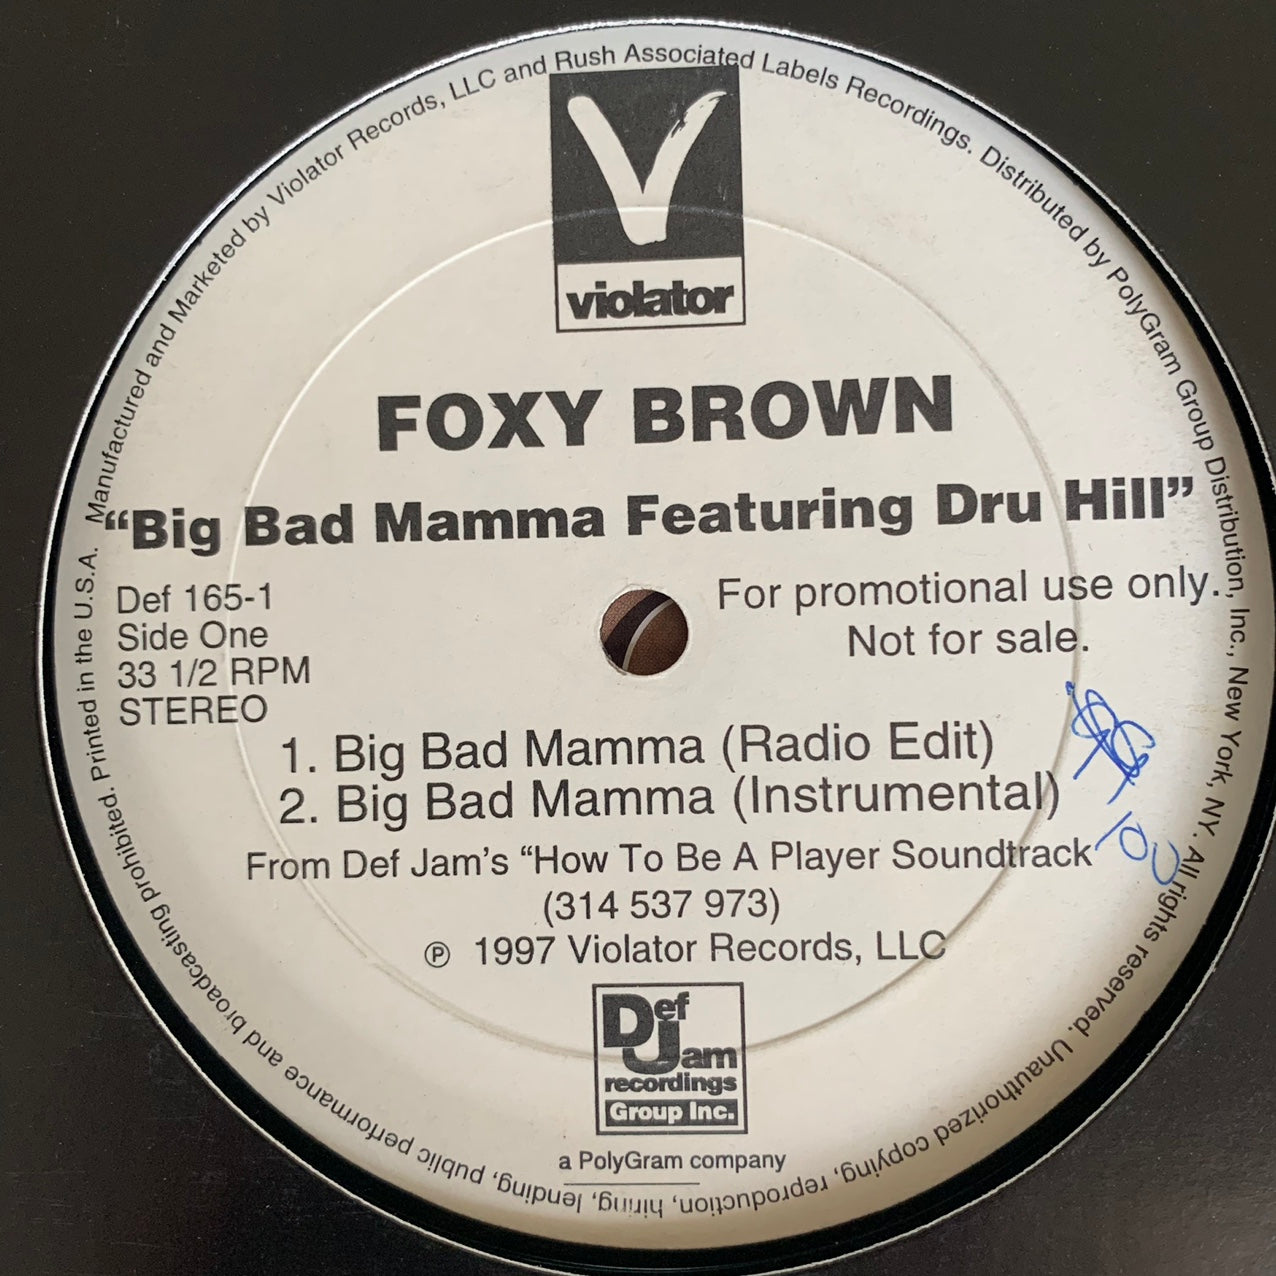 Manufactured and Marketed by Violator Records, LLC and Rush Associated Labels Recordings. Distributed by PolyGram Group Distribution, Inc., New York, NY. All rights reserved. Unauthorized copying, reproduction, hiring, lending, public performance and broadcasting prohibited. Printed in the U.S.A.
V
violator
FOXY BROWN
“Big Bad Mamma Featuring Dru Hill”
Def 165-1
Side One
33 1/2 RPM
STEREO
For promotional use only.
Not for sale.
1. Big Bad Mamma (Radio Edit)
2. Big Bad Mamma (Instrumental)
From Def Jam’s “How To Be A Player Soundtrack
(314 537 973)
℗ 1997 Violator Records, LLC
Def
Jam
recordings
Group Inc.
a PolyGram company